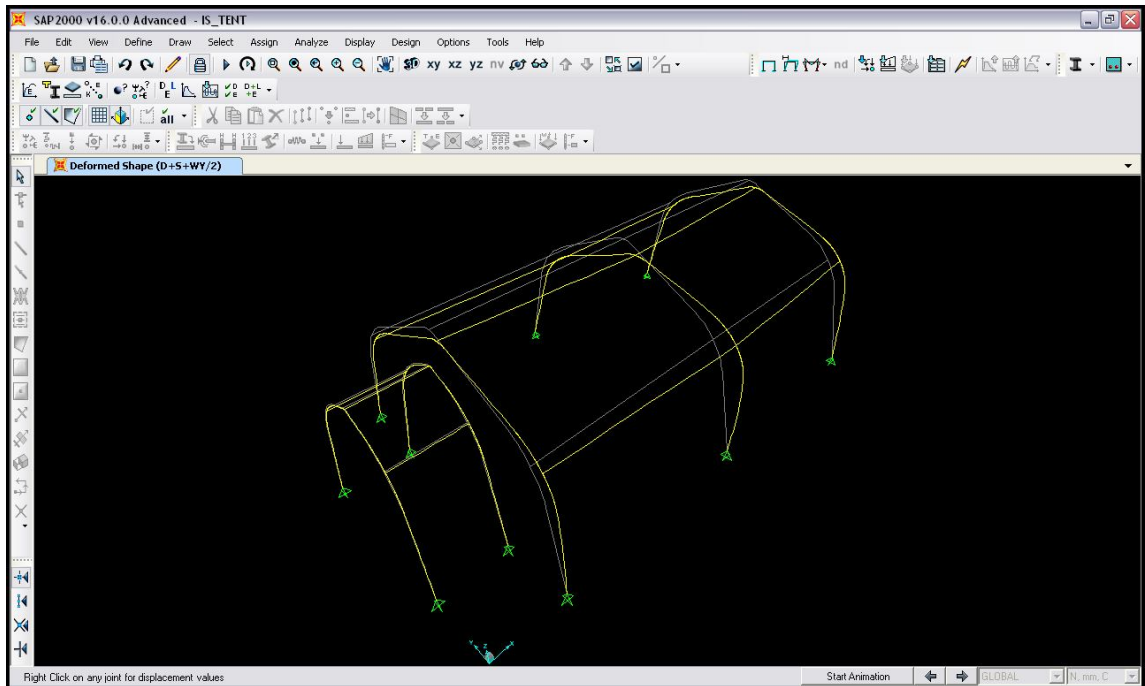 SAP2000 v16.0.0 Advanced - IS_TENT
File Edit View Define Draw Select Assign Analyze Display Design Options Tools Help
xy xz yz nv nd
all
Deformed Shape (D+S+WY/2)
Y Z X
Right Click on any joint for displacement values
Start Animation
GLOBAL
N, mm, C